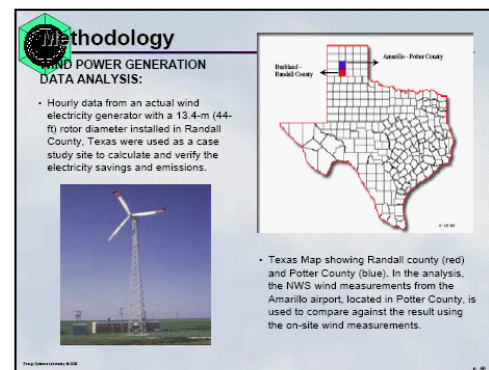 Methodology
WIND POWER GENERATION
DATA ANALYSIS:
• Hourly data from an actual wind
electricity generator with a 13.4-m (44-
ft) rotor diameter installed in Randall
County, Texas were used as a case
study site to calculate and verify the
electricity savings and emissions.
Amarillo - Potter County
Bushland -
Randall County
• Texas Map showing Randall county (red)
and Potter County (blue). In the analysis,
the NWS wind measurements from the
Amarillo airport, located in Potter County, is
used to compare against the result using
the on-site wind measurements.
Energy Systems Laboratory